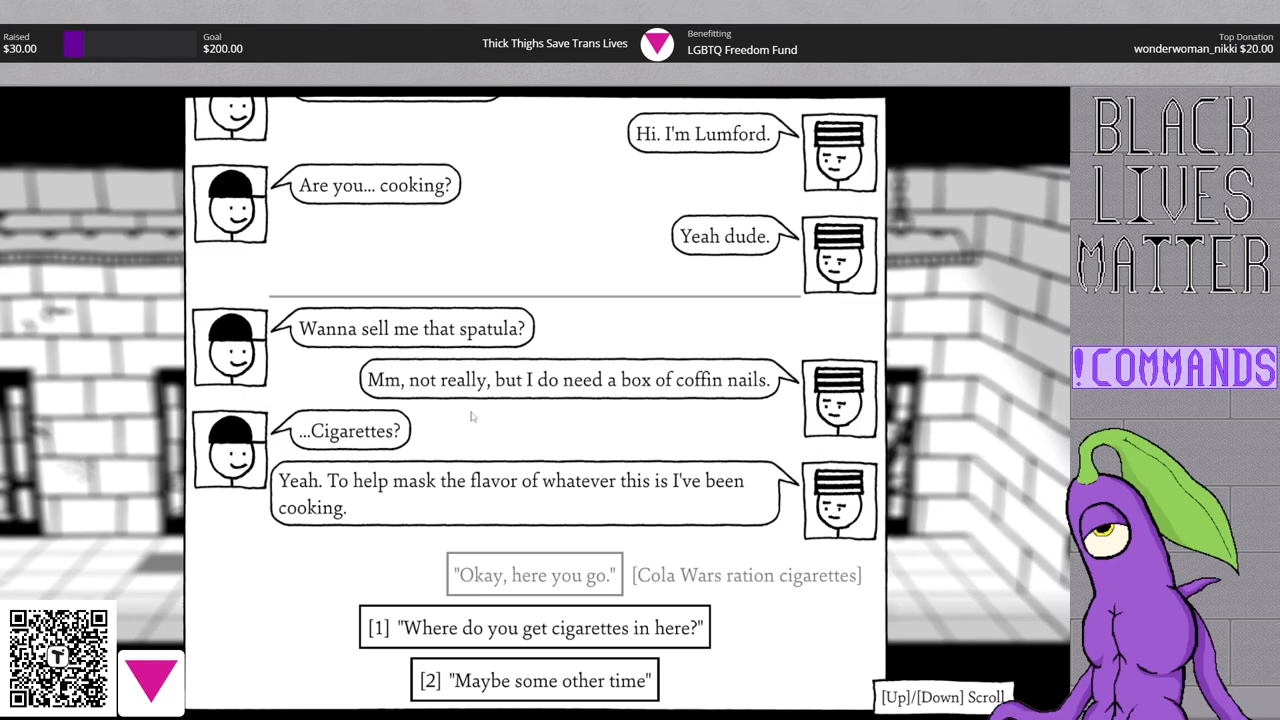 Raised
$30.00
Goal
$200.00
Thick Thighs Save Trans Lives
Benefitting
LGBTQ Freedom Fund
Top Donation
wonderwoman_nikki $20.00
Hi. I'm Lumford.
Are you... cooking?
Yeah dude.
Wanna sell me that spatula?
Mm, not really, but I do need a box of coffin nails.
...Cigarettes?
Yeah. To help mask the flavor of whatever this is I've been
cooking.
"Okay, here you go." [Cola Wars ration cigarettes]
[1] "Where do you get cigarettes in here?"
[2] "Maybe some other time"
[Up]/[Down] Scroll
BLACK
LIVES
MATTER
!COMMANDS
T